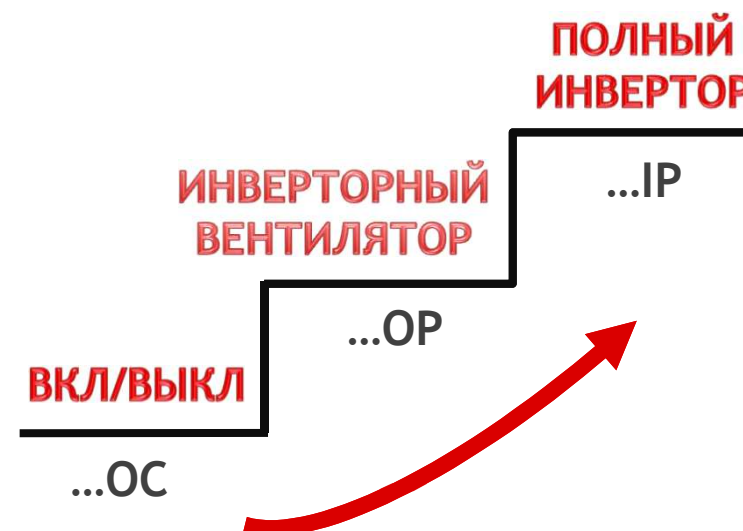 ПОЛНЫЙ
ИНВЕРТОР
...IP
ИНВЕРТОРНЫЙ
ВЕНТИЛЯТОР
...OP
ВКЛ/ВЫКЛ
...OC